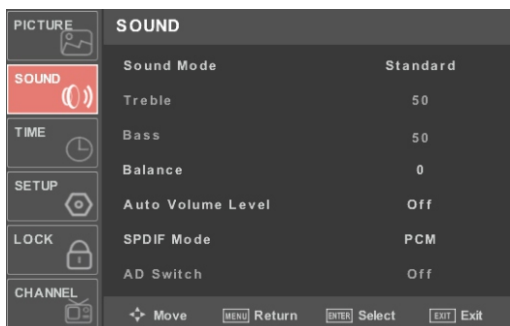 PICTURE
SOUND
TIME
SETUP
LOCK
CHANNEL
SOUND
Sound Mode Standard
Treble 50
Bass 50
Balance 0
Auto Volume Level Off
SPDIF Mode PCM
AD Switch Off
Move MENU Return ENTER Select EXIT Exit